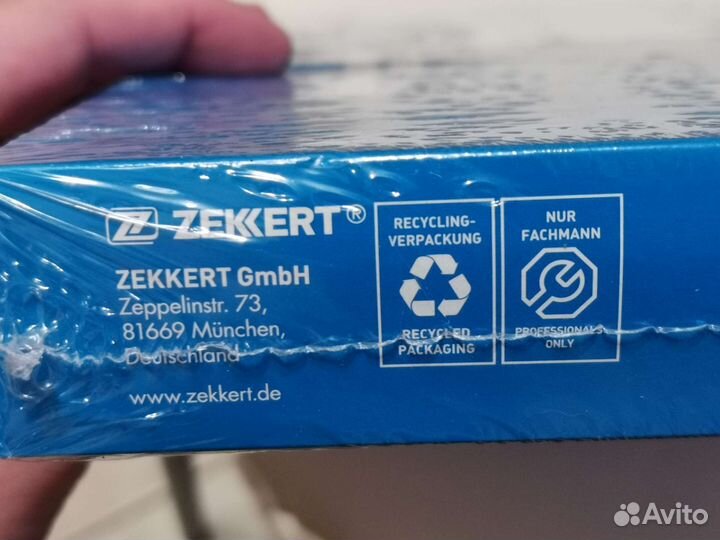 ZEKKERT®
ZEKKERT GmbH
Zeppelinstr. 73,
81669 München,
Deutschland
www.zekkert.de
RECYCLING-
VERPACKUNG
RECYCLED
PACKAGING
NUR
FACHMANN
PROFESSIONALS
ONLY
Avito